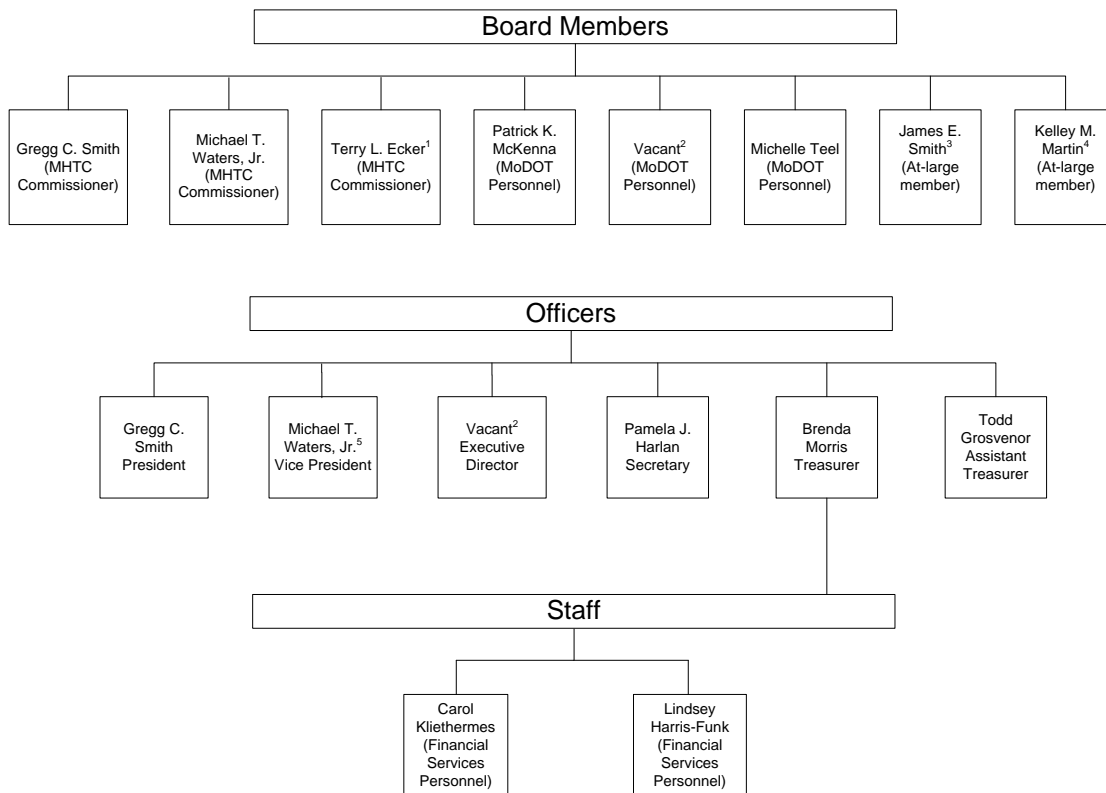 Board Members
Gregg C. Smith
(MHTC
Commissioner)
Michael T.
Waters, Jr.
(MHTC
Commissioner)
Terry L. Ecker¹
(MHTC
Commissioner)
Patrick K.
McKenna
(MoDOT
Personnel)
Vacant²
(MoDOT
Personnel)
Michelle Teel
(MoDOT
Personnel)
James E.
Smith³
(At-large
member)
Kelley M.
Martin⁴
(At-large
member)
Officers
Gregg C.
Smith
President
Michael T.
Waters, Jr.⁵
Vice President
Vacant²
Executive
Director
Pamela J.
Harlan
Secretary
Brenda
Morris
Treasurer
Todd
Grosvenor
Assistant
Treasurer
Staff
Carol
Kliethermes
(Financial
Services
Personnel)
Lindsey
Harris-Funk
(Financial
Services
Personnel)